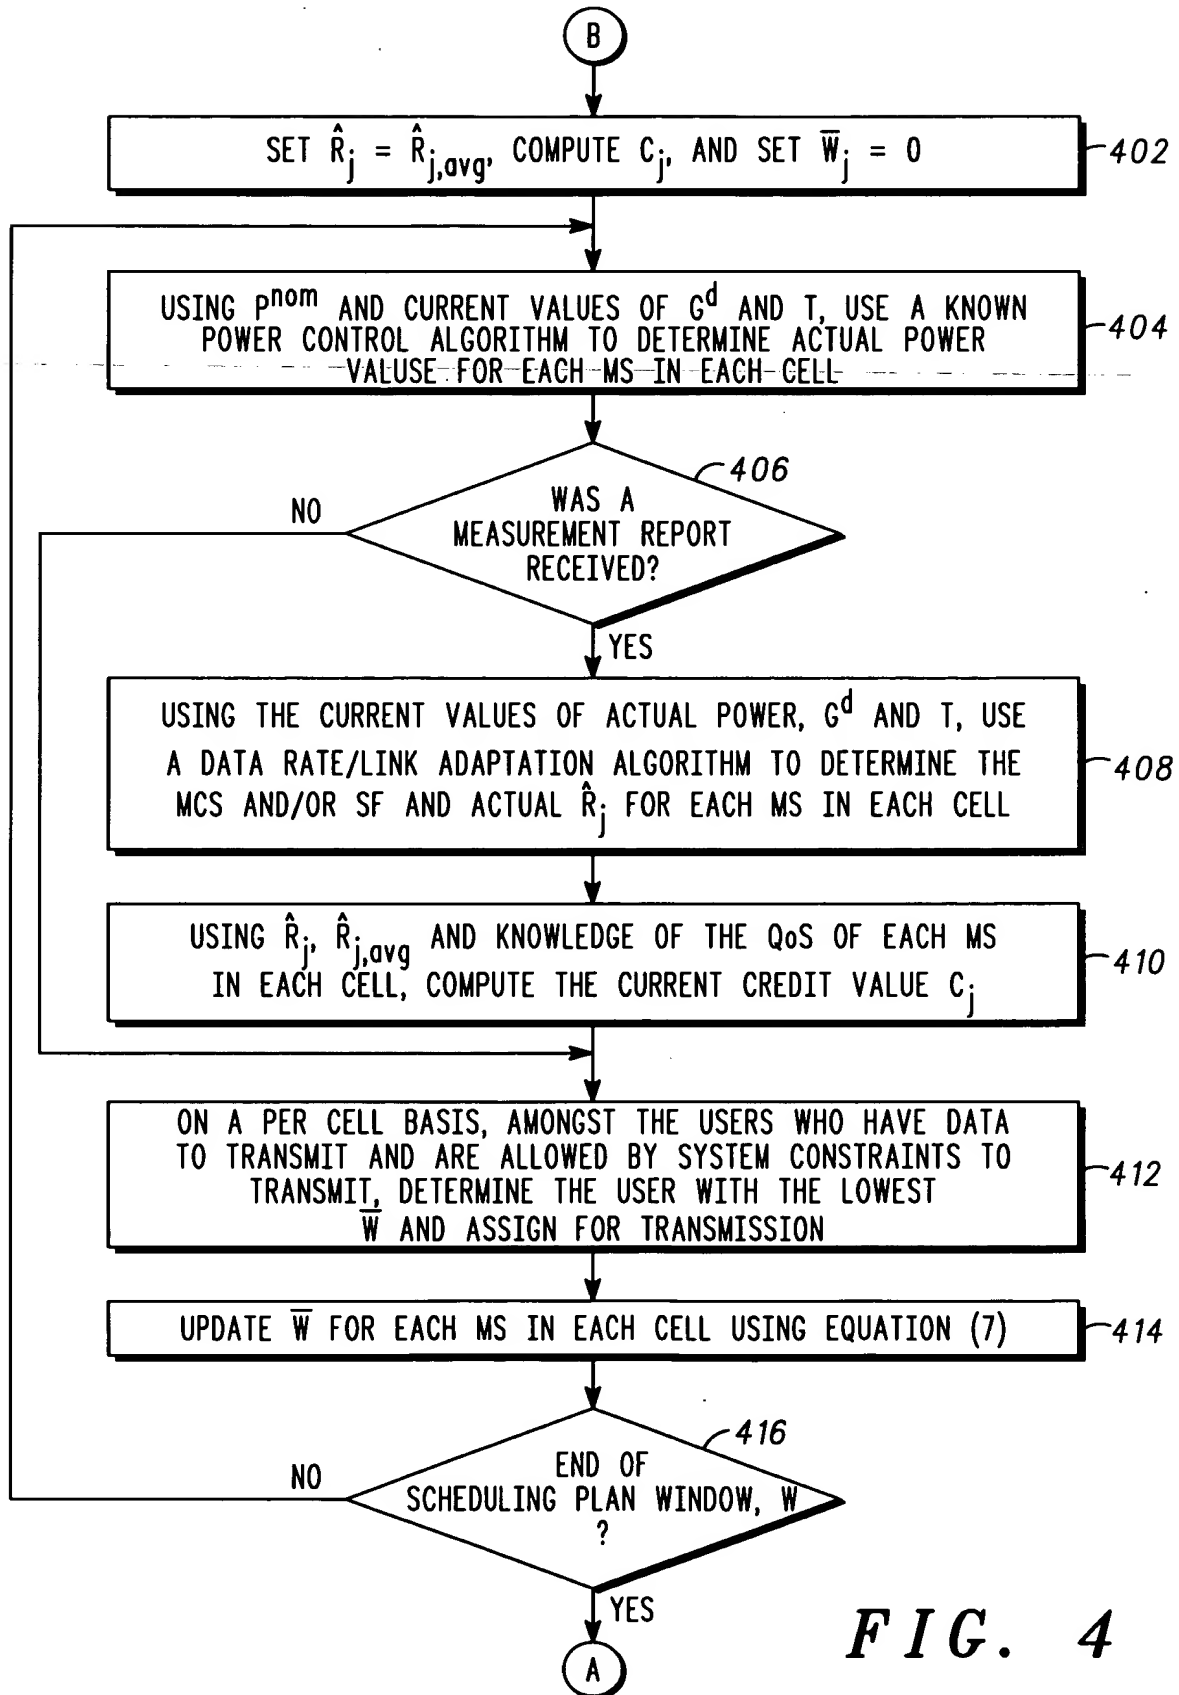 B
SET R̂j = R̂j,avg, COMPUTE Cj, AND SET W̅j = 0
402
USING Pnom AND CURRENT VALUES OF Gd AND T, USE A KNOWN
POWER CONTROL ALGORITHM TO DETERMINE ACTUAL POWER
VALUSE FOR EACH MS IN EACH CELL
404
406
NO
WAS A
MEASUREMENT REPORT
RECEIVED?
YES
USING THE CURRENT VALUES OF ACTUAL POWER, Gd AND T, USE
A DATA RATE/LINK ADAPTATION ALGORITHM TO DETERMINE THE
MCS AND/OR SF AND ACTUAL R̂j FOR EACH MS IN EACH CELL
408
USING R̂j, R̂j,avg AND KNOWLEDGE OF THE QoS OF EACH MS
IN EACH CELL, COMPUTE THE CURRENT CREDIT VALUE Cj
410
ON A PER CELL BASIS, AMONGST THE USERS WHO HAVE DATA
TO TRANSMIT AND ARE ALLOWED BY SYSTEM CONSTRAINTS TO
TRANSMIT, DETERMINE THE USER WITH THE LOWEST
W̅ AND ASSIGN FOR TRANSMISSION
412
UPDATE W̅ FOR EACH MS IN EACH CELL USING EQUATION (7)
414
416
NO
END OF
SCHEDULING PLAN WINDOW, W
?
YES
A
FIG. 4